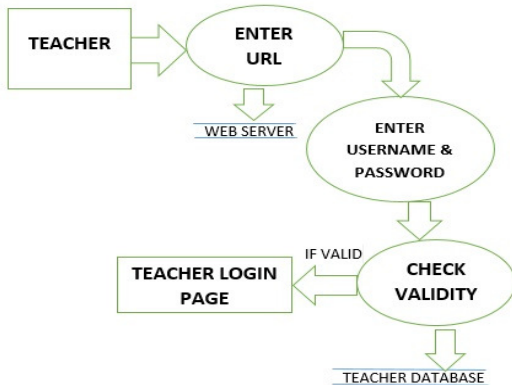 TEACHER
ENTER
URL
WEB SERVER
ENTER
USERNAME &
PASSWORD
IF VALID
CHECK
VALIDITY
TEACHER LOGIN
PAGE
TEACHER DATABASE